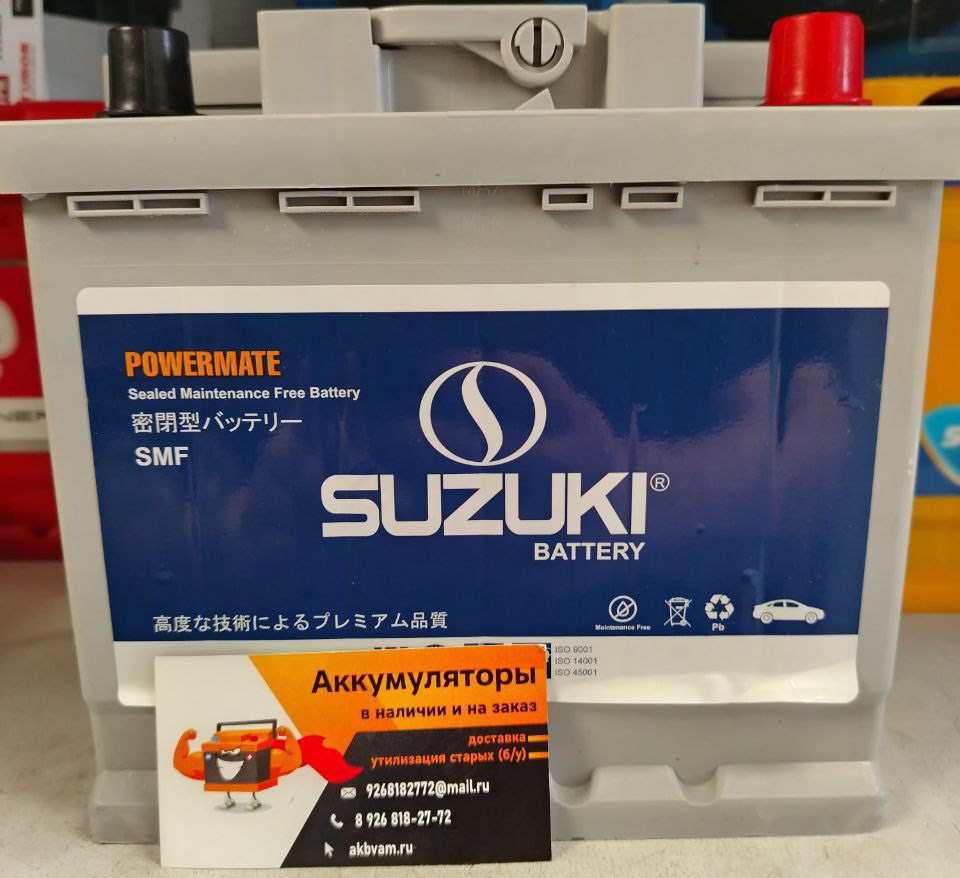 POWERMATE
Sealed Maintenance Free Battery
密閉型バッテリー
SMF
SUZUKI®
BATTERY
高度な技術によるプレミアム品質
Maintenance Free
Pb
ISO 9001
ISO 14001
ISO 45001
Аккумуляторы
в наличии и на заказ
доставка
утилизация старых (б/у)
9268182772@mail.ru
8 926 818-27-72
akbvam.ru